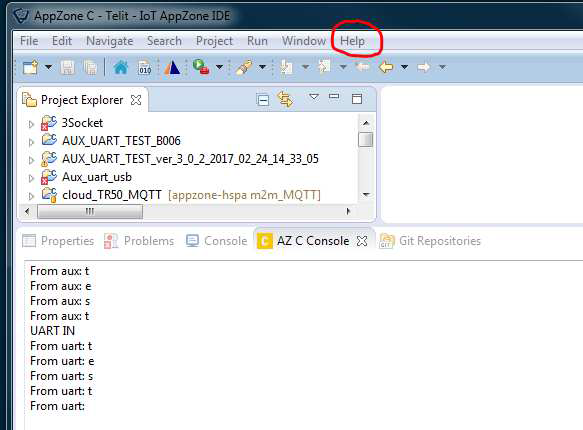 AppZone C - Telit - IoT AppZone IDE
File Edit Navigate Search Project Run Window Help
010
Project Explorer
3Socket
AUX_UART_TEST_B006
AUX_UART_TEST_ver_3_0_2_2017_02_24_14_33_05
Aux_uart_usb
cloud_TR50_MQTT [appzone-hspa m2m_MQTT]
Properties Problems Console C AZ C Console Git Repositories
From aux: t
From aux: e
From aux: s
From aux: t
UART IN
From uart: t
From uart: e
From uart: s
From uart: t
From uart: